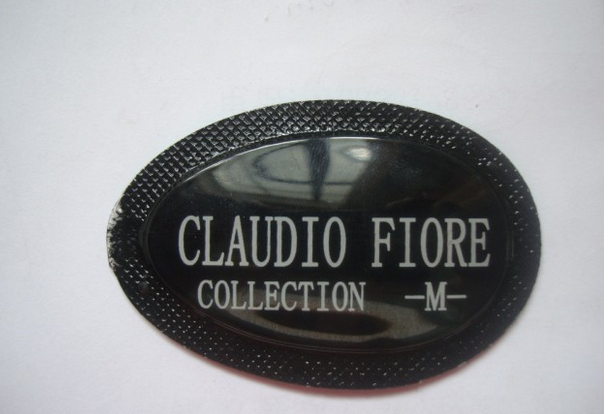 CLAUDIO FIORE
COLLECTION -M-